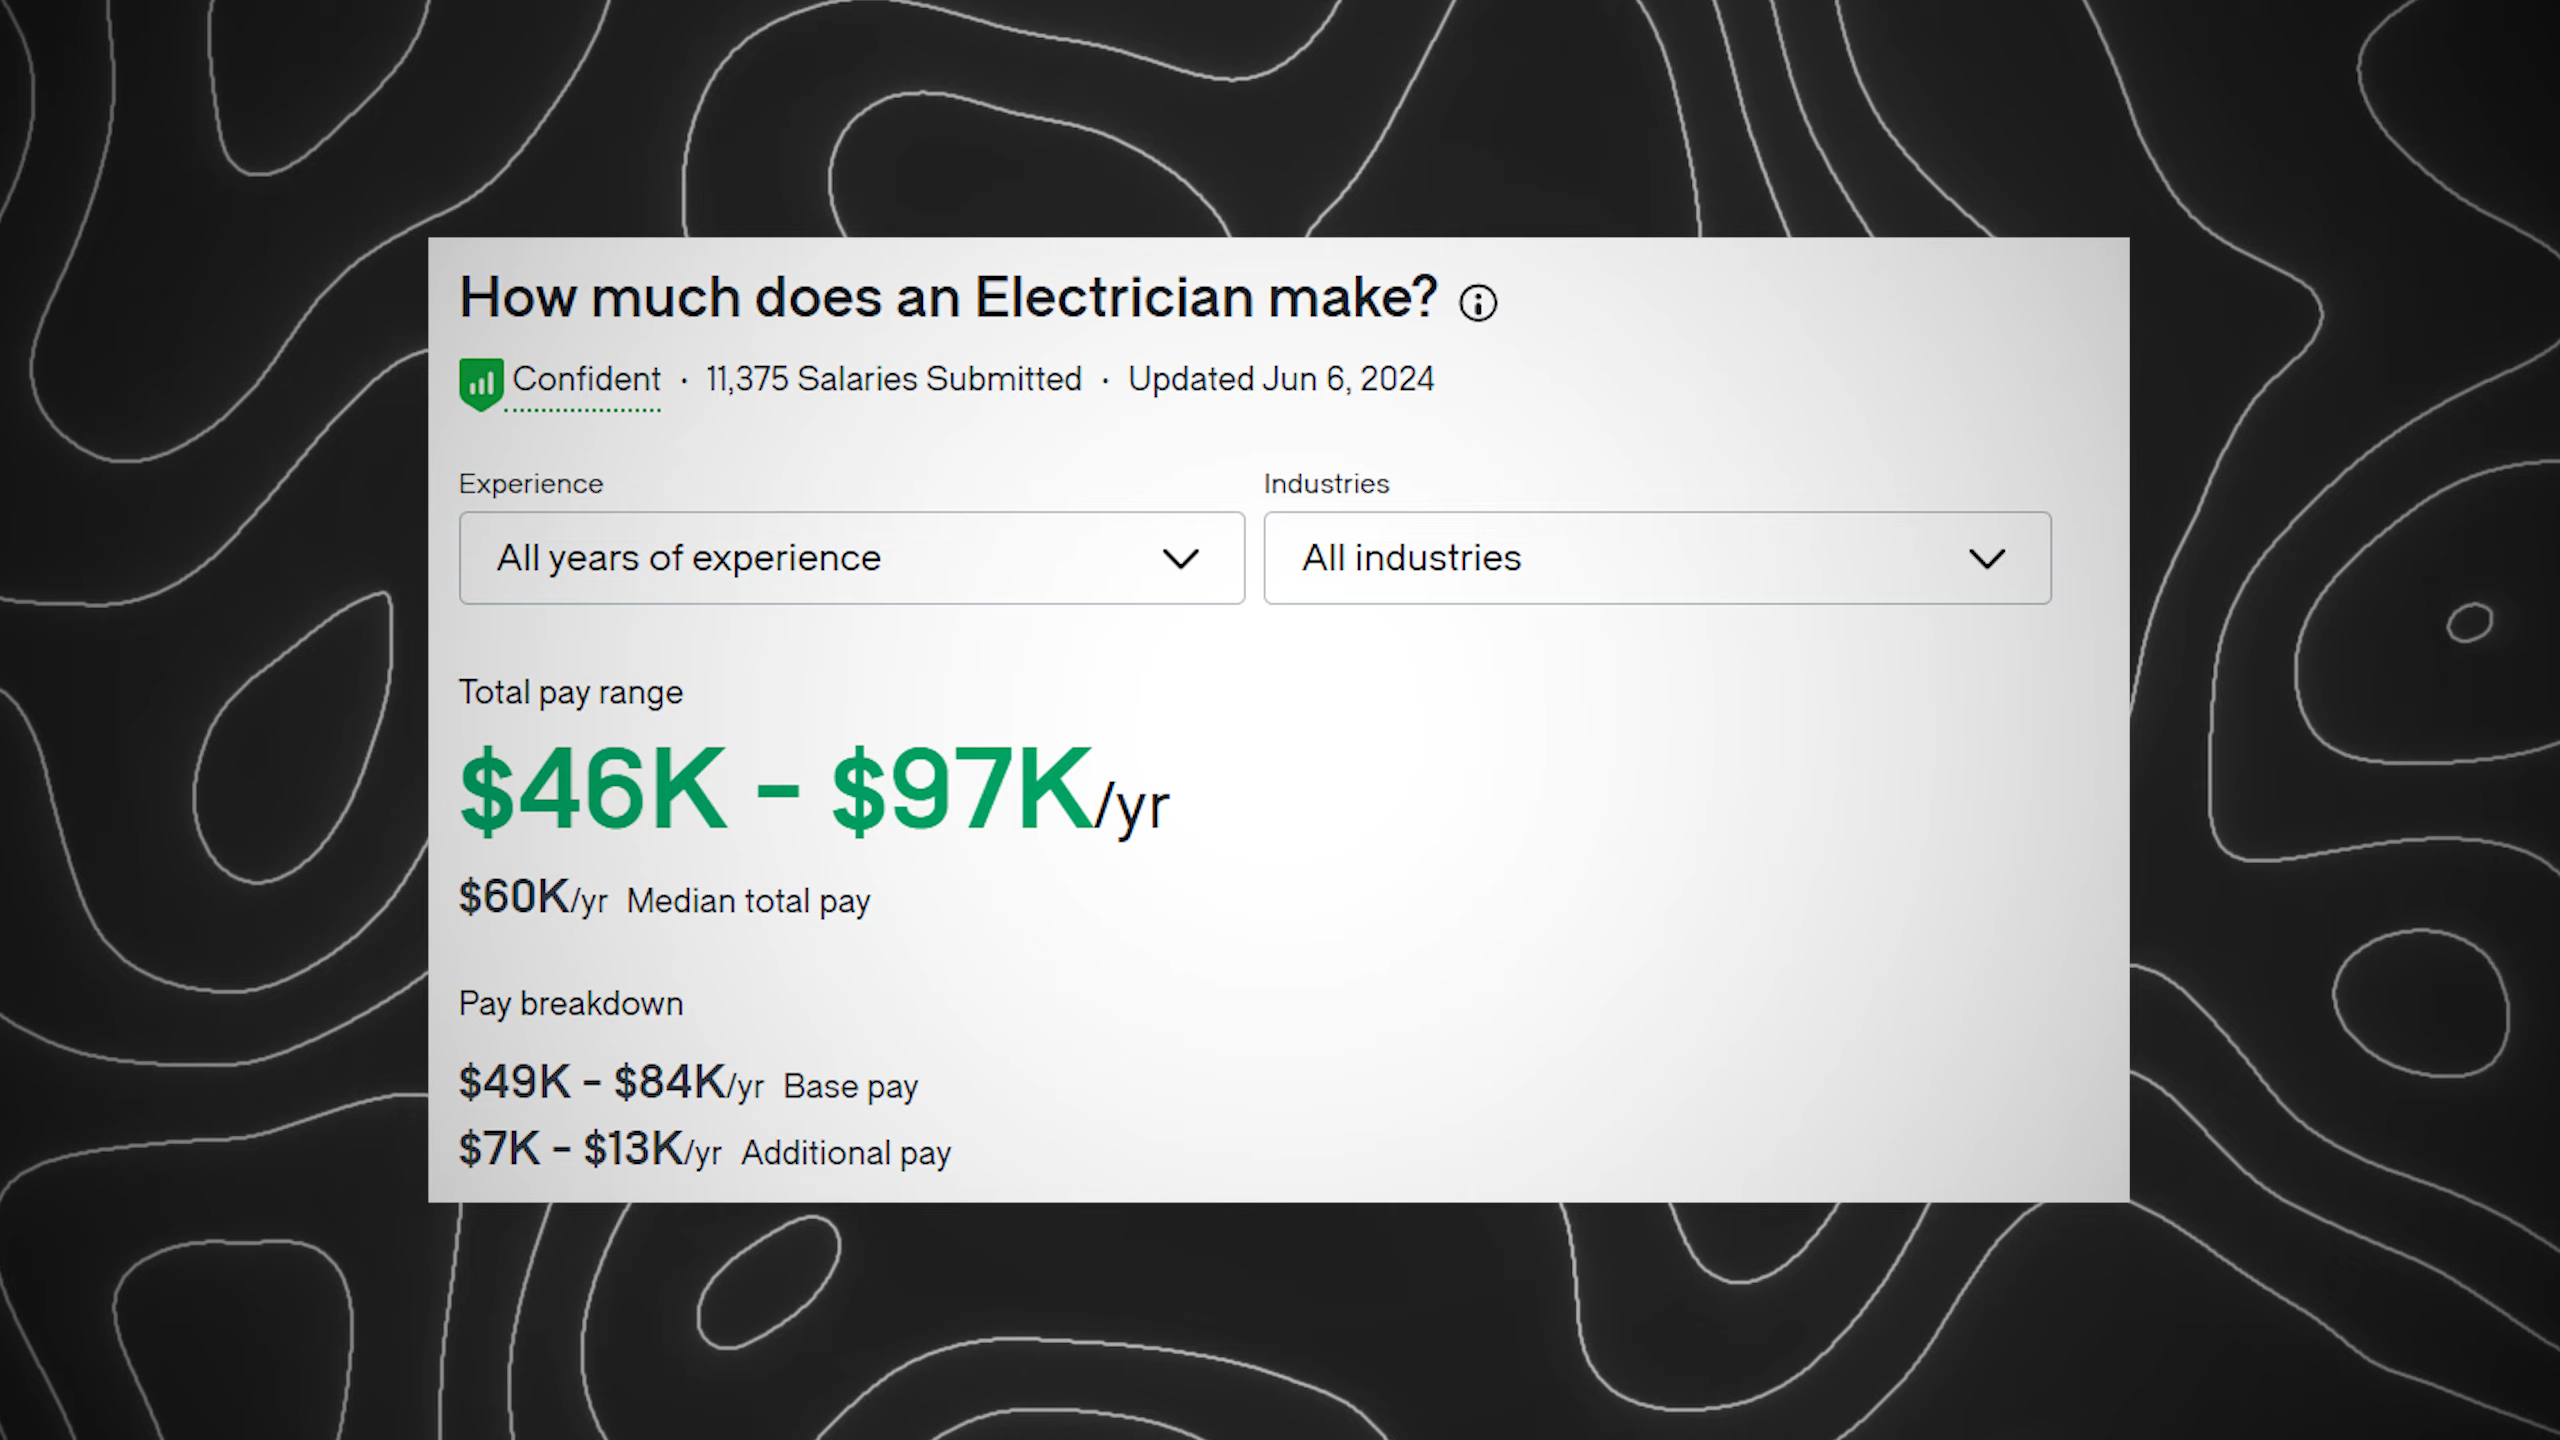 How much does an Electrician make?
Confident · 11,375 Salaries Submitted · Updated Jun 6, 2024
Experience
Industries
All years of experience
All industries
Total pay range
$46K - $97K/yr
$60K/yr Median total pay
Pay breakdown
$49K - $84K/yr Base pay
$7K - $13K/yr Additional pay